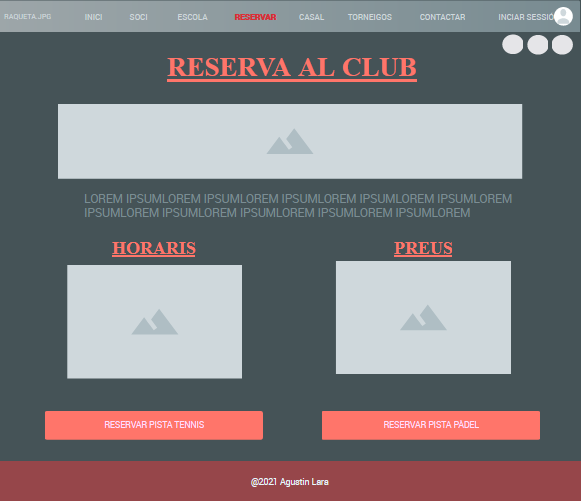 RAQUETA.JPG INICI SOCI ESCOLA RESERVAR CASAL TORNEIGOS CONTACTAR INCIAR SESSIÓ
RESERVA AL CLUB
LOREM IPSUMLOREM IPSUMLOREM IPSUMLOREM IPSUMLOREM IPSUMLOREM
IPSUMLOREM IPSUMLOREM IPSUMLOREM IPSUMLOREM IPSUMLOREM
HORARIS PREUS
RESERVAR PISTA TENNIS RESERVAR PISTA PÀDEL
@2021 Agustin Lara